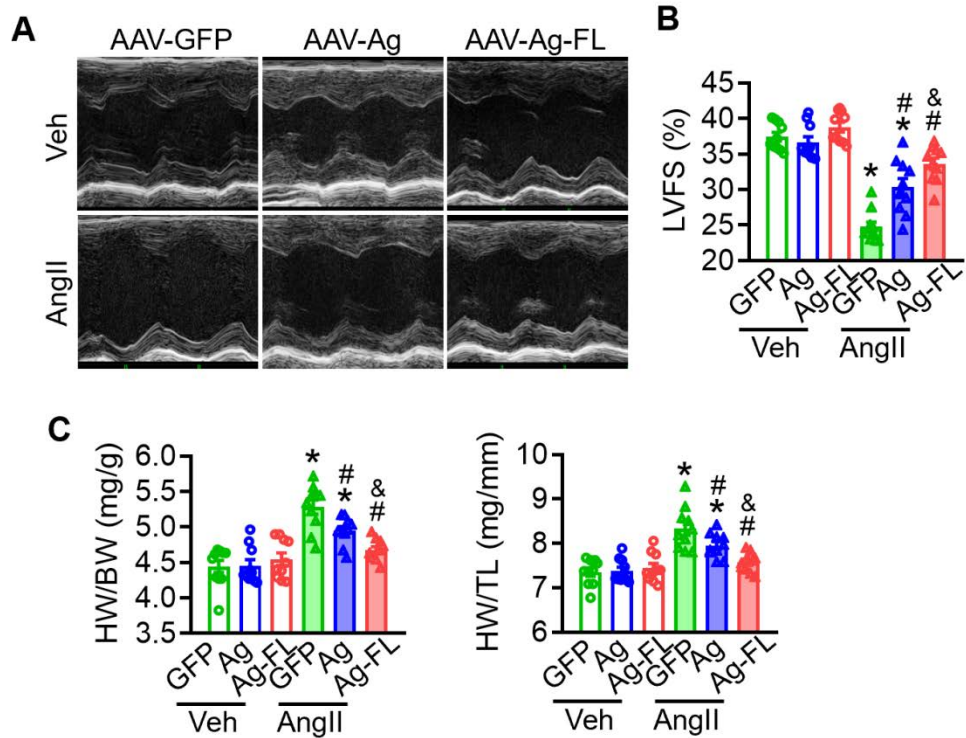 A
AAV-GFP AAV-Ag AAV-Ag-FL
Veh
AngII
B
LVFS (%)
45
40
35
30
25
20
*
#
*
&
#
GFP Ag Ag-FL GFP Ag Ag-FL
Veh AngII
C
HW/BW (mg/g)
6.0
5.5
5.0
4.5
4.0
3.5
*
#
*
&
#
GFP Ag Ag-FL GFP Ag Ag-FL
Veh AngII
HW/TL (mg/mm)
10
9
8
7
6
*
#
*
&
#
GFP Ag Ag-FL GFP Ag Ag-FL
Veh AngII